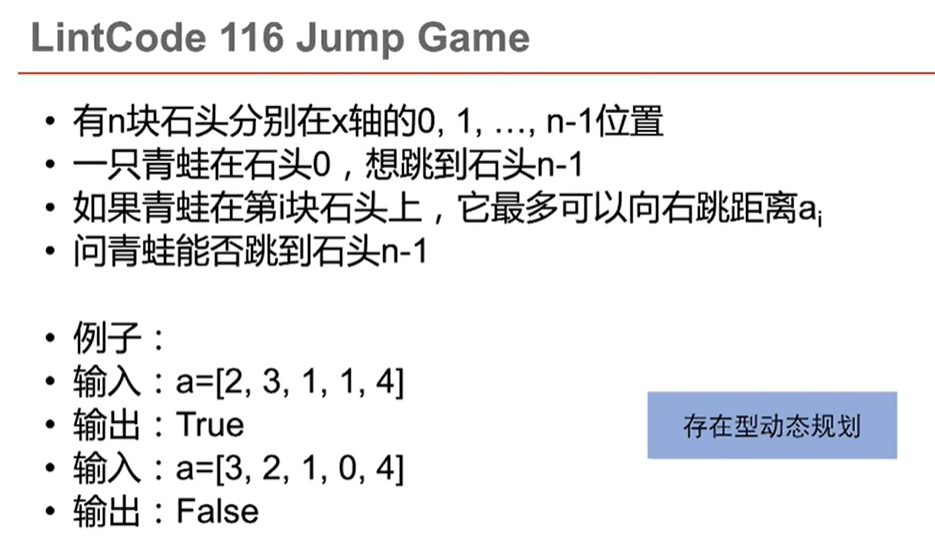 LintCode 116 Jump Game
• 有n块石头分别在x轴的0, 1, …, n-1位置
• 一只青蛙在石头0，想跳到石头n-1
• 如果青蛙在第i块石头上，它最多可以向右跳距离aᵢ
• 问青蛙能否跳到石头n-1
• 例子：
• 输入：a=[2, 3, 1, 1, 4]
• 输出：True
• 输入：a=[3, 2, 1, 0, 4]
• 输出：False
存在型动态规划